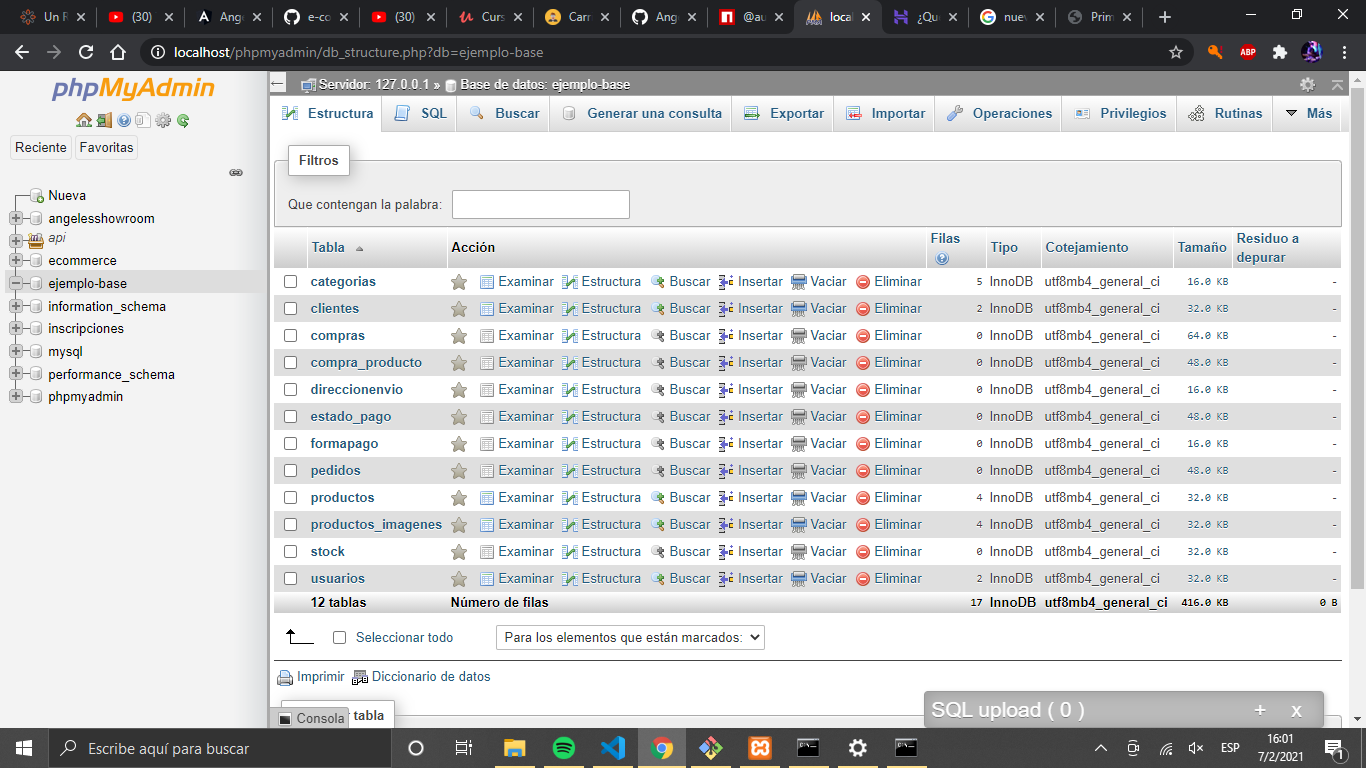 Un R
(30)
Ang
e-co
(30)
Curs
Carr
Ang
@au
local
¿Qu
nuev
Prim
localhost/phpmyadmin/db_structure.php?db=ejemplo-base
ABP
phpMyAdmin
Reciente Favoritas
Nueva
angelesshowroom
api
ecommerce
ejemplo-base
information_schema
inscripciones
mysql
performance_schema
phpmyadmin
Servidor: 127.0.0.1 » Base de datos: ejemplo-base
Estructura SQL Buscar Generar una consulta Exportar Importar Operaciones Privilegios Rutinas Más
Filtros
Que contengan la palabra:
Tabla Acción Filas Tipo Cotejamiento Tamaño Residuo a depurar
categorias Examinar Estructura Buscar Insertar Vaciar Eliminar 5 InnoDB utf8mb4_general_ci 16.0 KB -
clientes Examinar Estructura Buscar Insertar Vaciar Eliminar 2 InnoDB utf8mb4_general_ci 32.0 KB -
compras Examinar Estructura Buscar Insertar Vaciar Eliminar 0 InnoDB utf8mb4_general_ci 64.0 KB -
compra_producto Examinar Estructura Buscar Insertar Vaciar Eliminar 0 InnoDB utf8mb4_general_ci 48.0 KB -
direccionenvio Examinar Estructura Buscar Insertar Vaciar Eliminar 0 InnoDB utf8mb4_general_ci 16.0 KB -
estado_pago Examinar Estructura Buscar Insertar Vaciar Eliminar 0 InnoDB utf8mb4_general_ci 48.0 KB -
formapago Examinar Estructura Buscar Insertar Vaciar Eliminar 0 InnoDB utf8mb4_general_ci 16.0 KB -
pedidos Examinar Estructura Buscar Insertar Vaciar Eliminar 0 InnoDB utf8mb4_general_ci 48.0 KB -
productos Examinar Estructura Buscar Insertar Vaciar Eliminar 4 InnoDB utf8mb4_general_ci 32.0 KB -
productos_imagenes Examinar Estructura Buscar Insertar Vaciar Eliminar 4 InnoDB utf8mb4_general_ci 32.0 KB -
stock Examinar Estructura Buscar Insertar Vaciar Eliminar 0 InnoDB utf8mb4_general_ci 32.0 KB -
usuarios Examinar Estructura Buscar Insertar Vaciar Eliminar 2 InnoDB utf8mb4_general_ci 32.0 KB -
12 tablas Número de filas 17 InnoDB utf8mb4_general_ci 416.0 KB 0 B
Seleccionar todo Para los elementos que están marcados:
Imprimir Diccionario de datos
Consola tabla
SQL upload ( 0 ) + x
Escribe aquí para buscar
ESP
16:01
7/2/2021
1